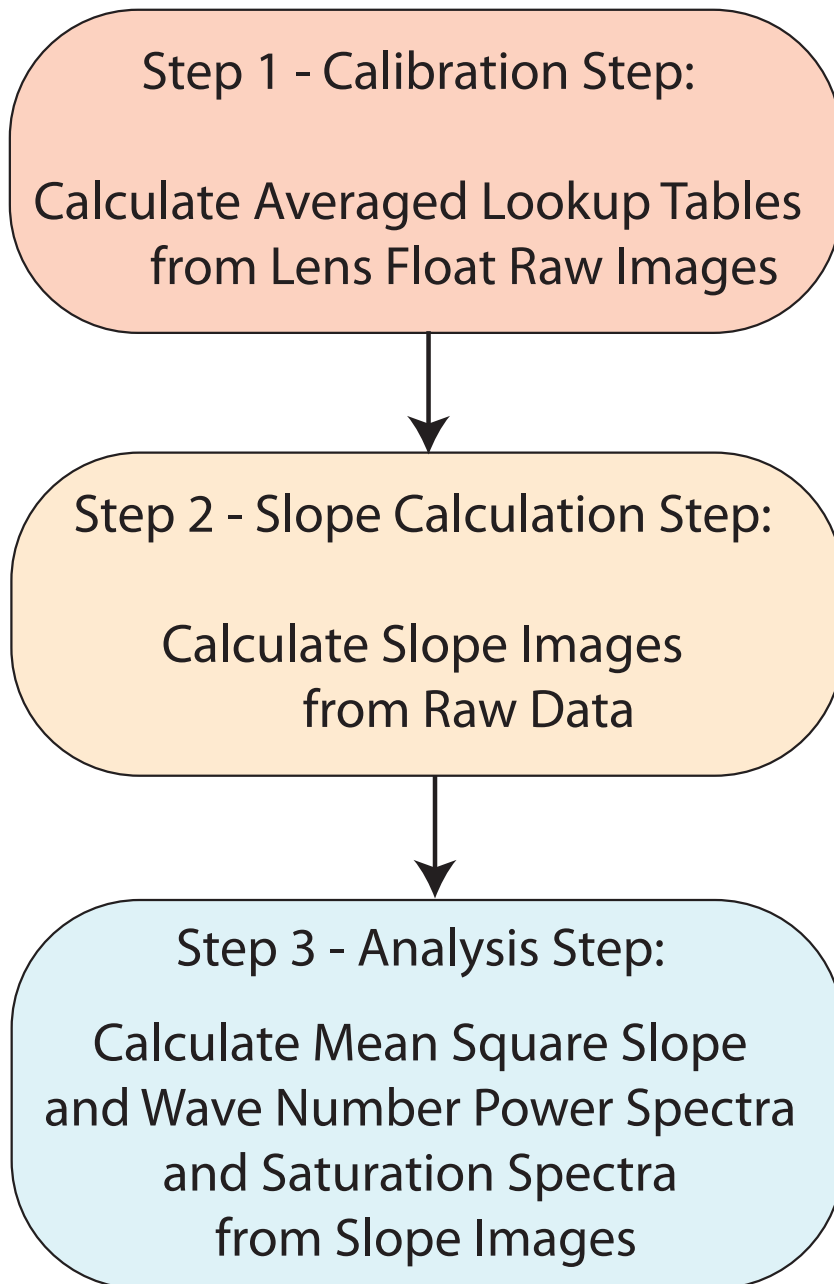 Step 1 - Calibration Step:
Calculate Averaged Lookup Tables
from Lens Float Raw Images
Step 2 - Slope Calculation Step:
Calculate Slope Images
from Raw Data
Step 3 - Analysis Step:
Calculate Mean Square Slope
and Wave Number Power Spectra
and Saturation Spectra
from Slope Images